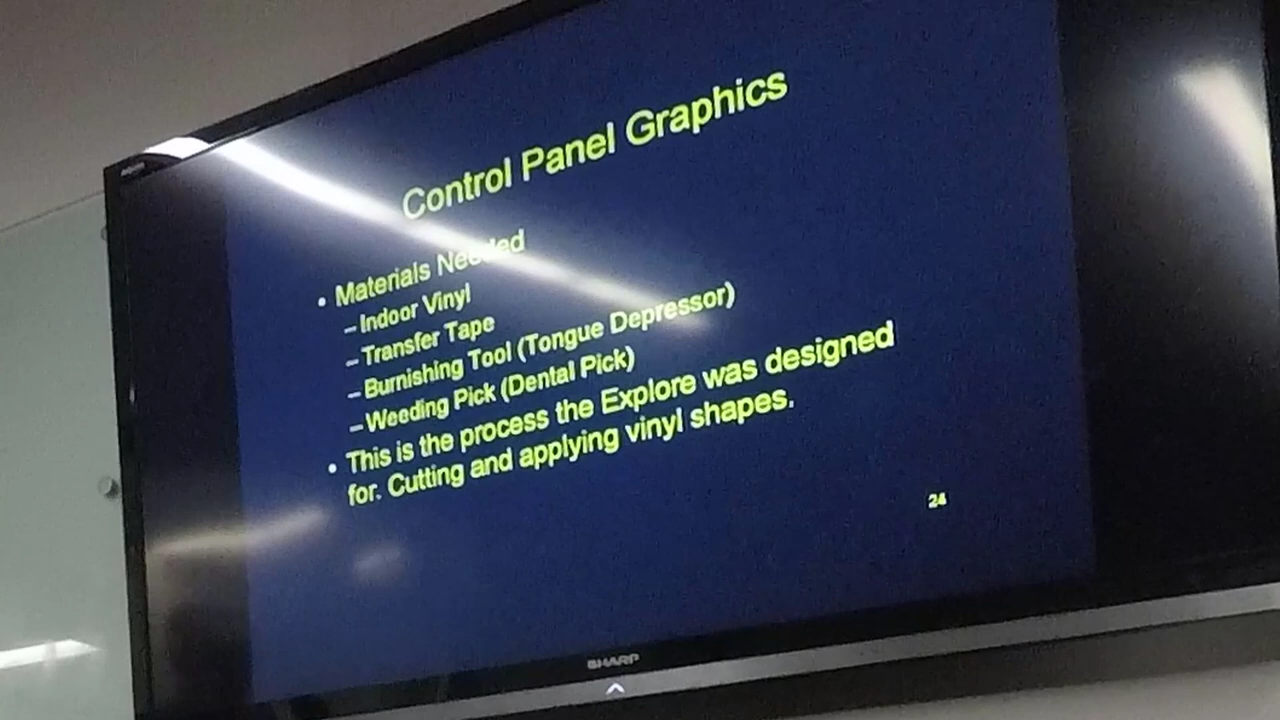 Control Panel Graphics
• Materials Needed
– Indoor Vinyl
– Transfer Tape
– Burnishing Tool (Tongue Depressor)
– Weeding Pick (Dental Pick)
• This is the process the Explore was designed
for. Cutting and applying vinyl shapes.
24
SHARP